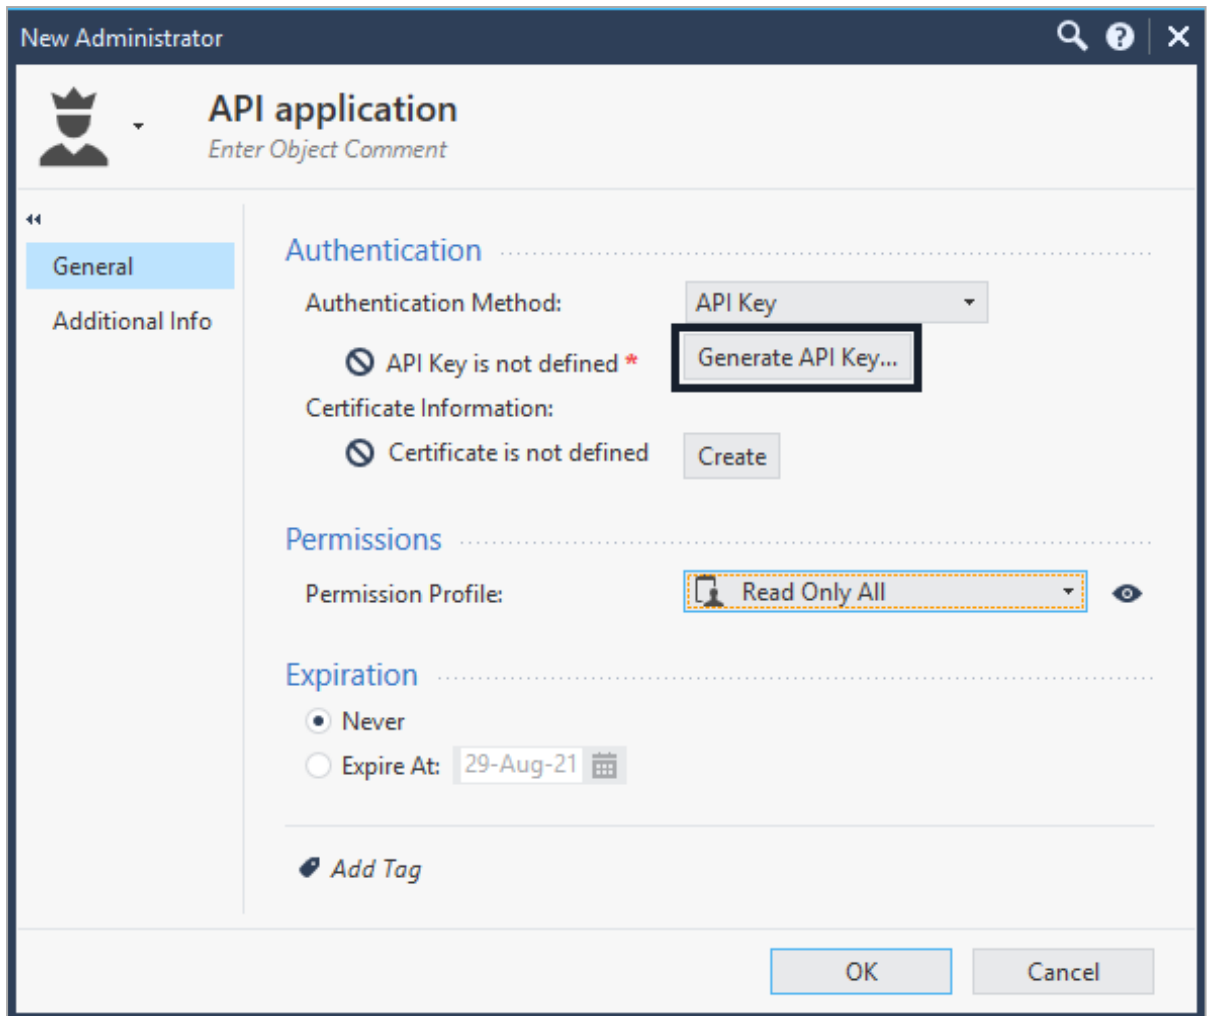 New Administrator
API application
Enter Object Comment
General
Additional Info
Authentication
Authentication Method: API Key
API Key is not defined * Generate API Key...
Certificate Information:
Certificate is not defined Create
Permissions
Permission Profile: Read Only All
Expiration
Never
Expire At: 29-Aug-21
Add Tag
OK Cancel